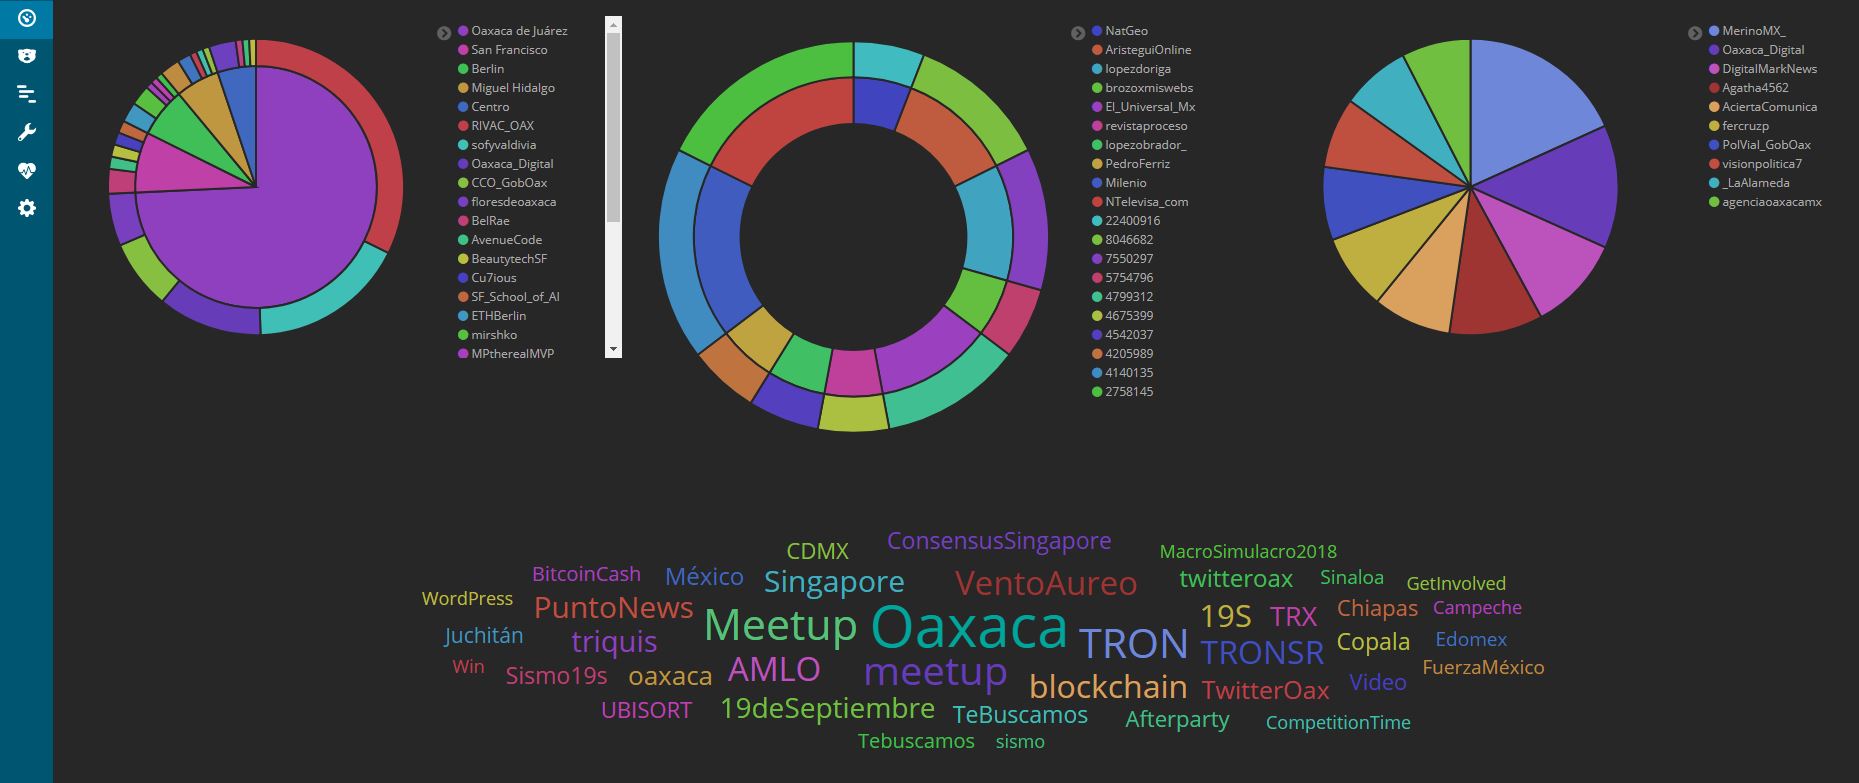 Oaxaca de Juárez
San Francisco
Berlin
Miguel Hidalgo
Centro
RIVAC_OAX
sofyvaldivia
Oaxaca_Digital
CCO_GobOax
floresdeoaxaca
BelRae
AvenueCode
BeautytechSF
Cu7ious
SF_School_of_AI
ETHBerlin
mirshko
MPtherealMVP
NatGeo
AristeguiOnline
lopezdoriga
brozoxmiswebs
El_Universal_Mx
revistaproceso
lopezobrador_
PedroFerriz
Milenio
NTelevisa_com
22400916
8046682
7550297
5754796
4799312
4675399
4542037
4205989
4140135
2758145
MerinoMX_
Oaxaca_Digital
DigitalMarkNews
Agatha4562
AciertaComunica
fercruzp
PolVial_GobOax
visionpolitica7
_LaAlameda
agenciaoaxacamx
CDMX ConsensusSingapore MacroSimulacro2018
BitcoinCash México Singapore VentoAureo twitteroax Sinaloa GetInvolved
WordPress PuntoNews Meetup Oaxaca TRON 19S TRX Chiapas Campeche
Juchitán triquis TRONSR Copala Edomex
Win Sismo19s oaxaca AMLO meetup blockchain TwitterOax Video FuerzaMéxico
UBISORT 19deSeptiembre TeBuscamos Afterparty CompetitionTime
Tebuscamos sismo